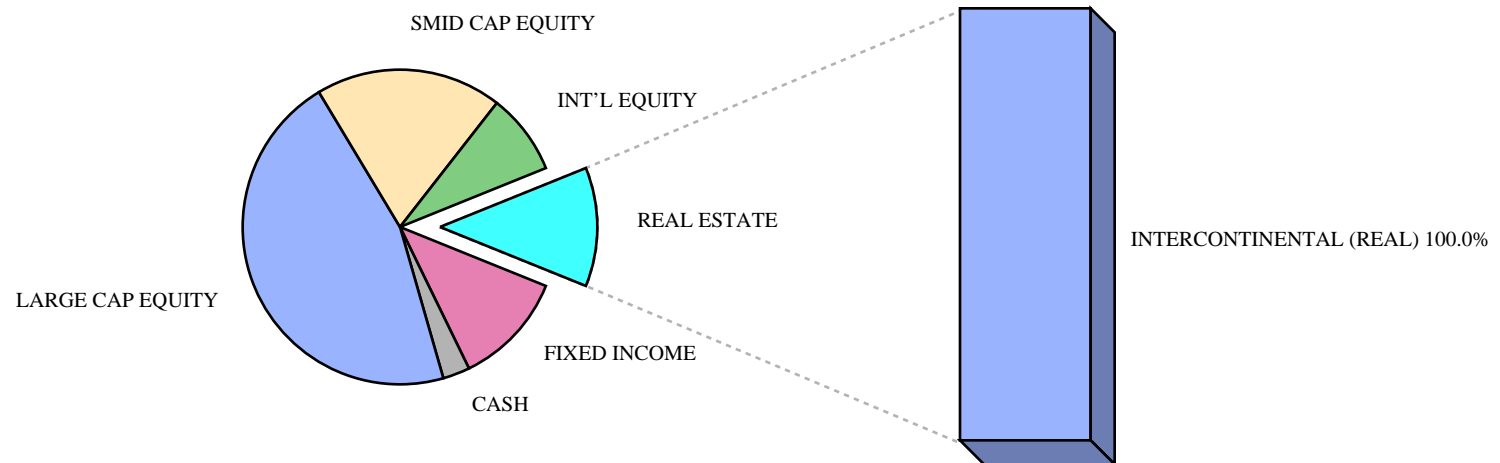 SMID CAP EQUITY
INT'L EQUITY
REAL ESTATE
INTERCONTINENTAL (REAL) 100.0%
LARGE CAP EQUITY
FIXED INCOME
CASH